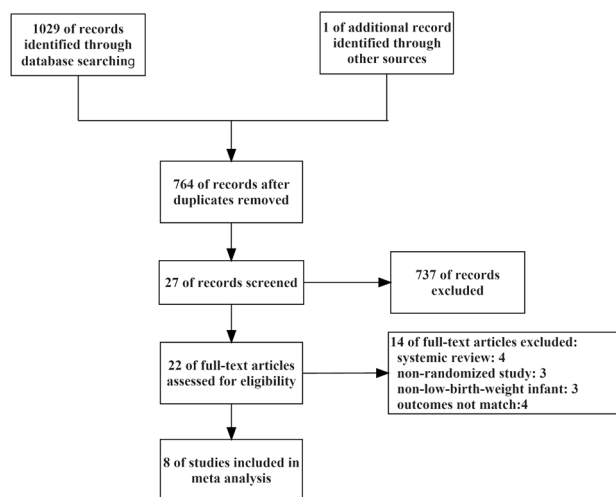 1029 of records
identified through
database searching
1 of additional record
identified through
other sources
764 of records after
duplicates removed
27 of records screened
737 of records
excluded
22 of full-text articles
assessed for eligibility
14 of full-text articles excluded:
systemic review: 4
non-randomized study: 3
non-low-birth-weight infant: 3
outcomes not match:4
8 of studies included in
meta analysis